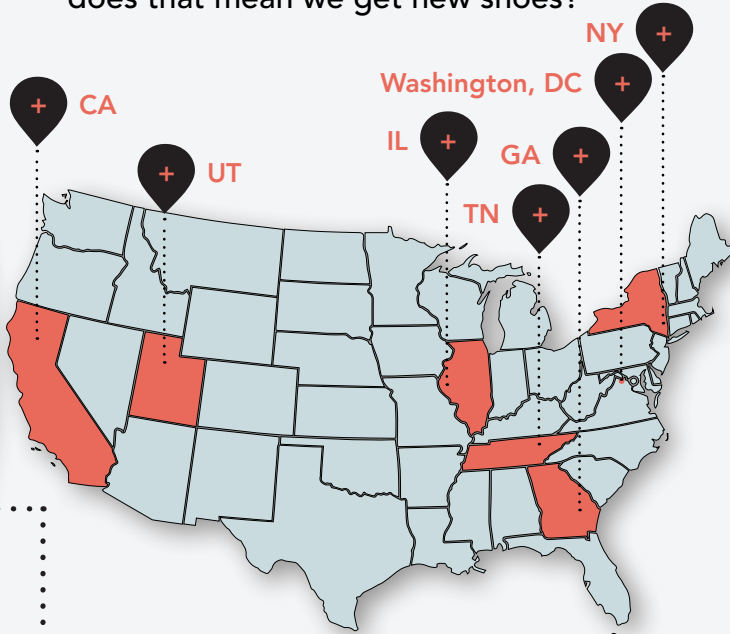 does that mean we get new shoes?
NY
Washington, DC
CA
IL
GA
UT
TN